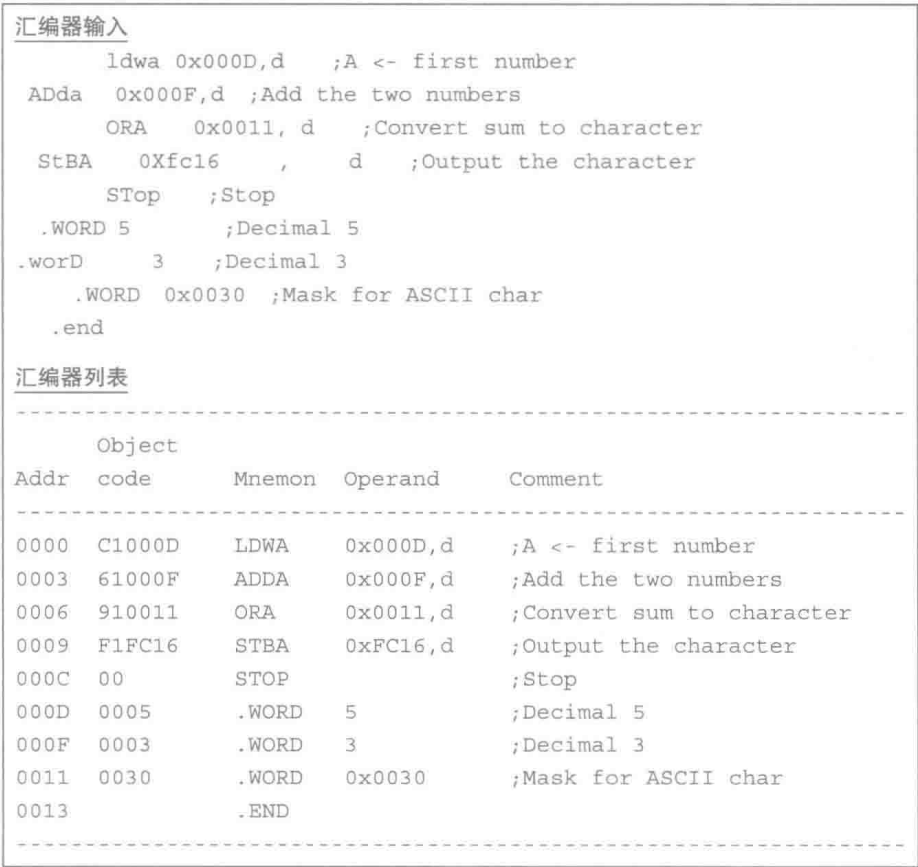 汇编器输入
ldwa 0x000D,d ;A <- first number
ADda 0x000F,d ;Add the two numbers
ORA 0x0011, d ;Convert sum to character
StBA 0Xfc16 , d ;Output the character
STop ;Stop
.WORD 5 ;Decimal 5
.worD 3 ;Decimal 3
.WORD 0x0030 ;Mask for ASCII char
.end
汇编器列表
-------------------------------------------------------------------
Object
Addr code Mnemon Operand Comment
-------------------------------------------------------------------
0000 C1000D LDWA 0x000D,d ;A <- first number
0003 61000F ADDA 0x000F,d ;Add the two numbers
0006 910011 ORA 0x0011,d ;Convert sum to character
0009 F1FC16 STBA 0xFC16,d ;Output the character
000C 00 STOP ;Stop
000D 0005 .WORD 5 ;Decimal 5
000F 0003 .WORD 3 ;Decimal 3
0011 0030 .WORD 0x0030 ;Mask for ASCII char
0013 .END
-------------------------------------------------------------------